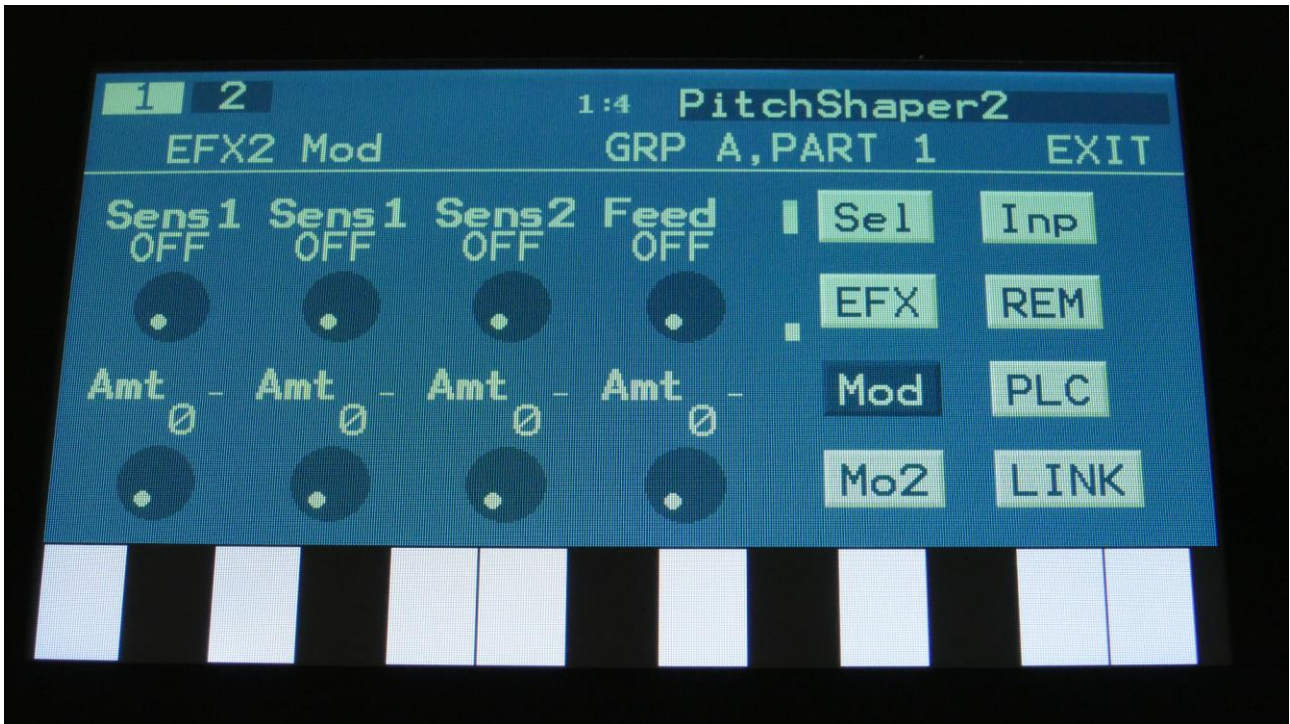 1 2 1:4 PitchShaper2
EFX2 Mod GRP A,PART 1 EXIT
Sens1 Sens1 Sens2 Feed Sel Inp
OFF OFF OFF OFF
EFX REM
Amt - Amt - Amt - Amt - Mod PLC
0 0 0 0
Mo2 LINK